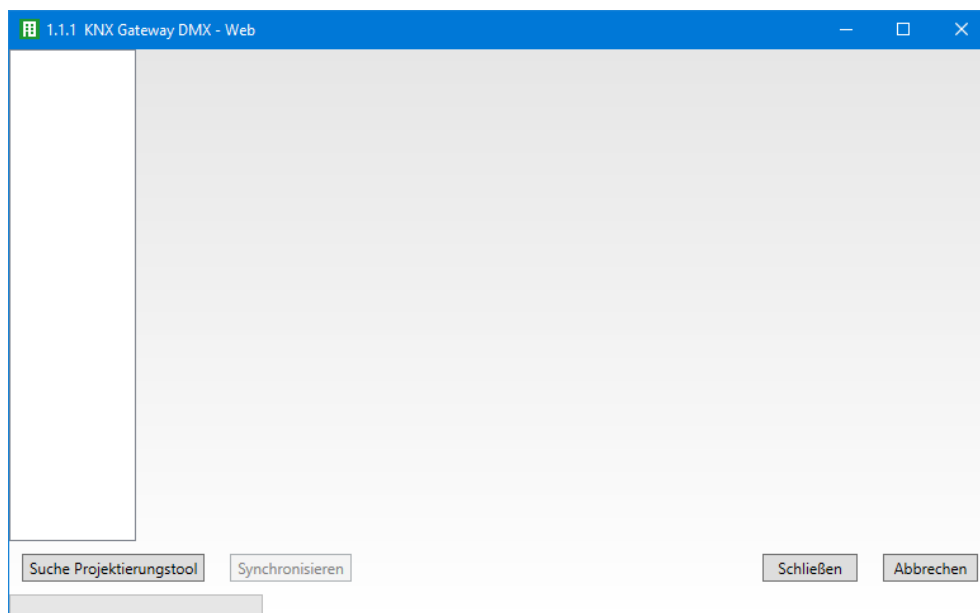 1.1.1 KNX Gateway DMX - Web
Suche Projektierungstool Synchronisieren Schließen Abbrechen